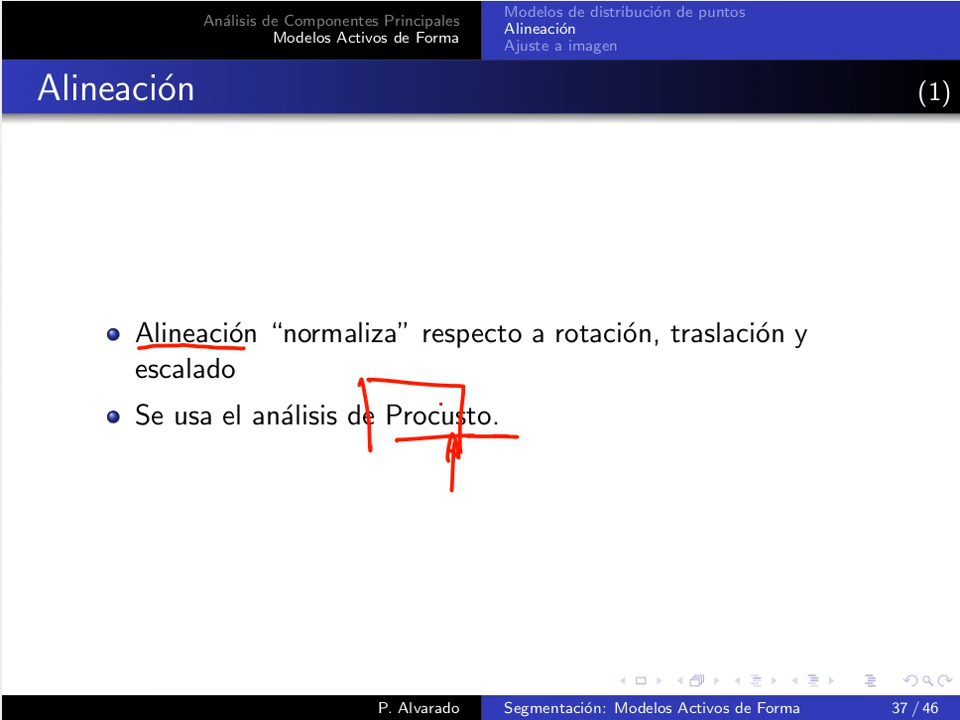 Análisis de Componentes Principales
Modelos Activos de Forma
Modelos de distribución de puntos
Alineación
Ajuste a imagen
Alineación
(1)
Alineación “normaliza” respecto a rotación, traslación y
escalado
Se usa el análisis de Procusto.
P. Alvarado
Segmentación: Modelos Activos de Forma
37 / 46